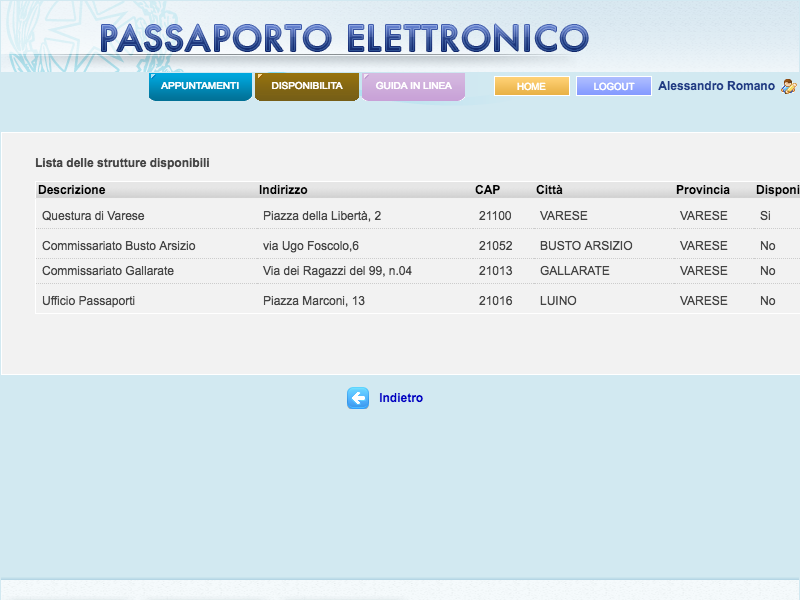 PASSAPORTO ELETTRONICO
APPUNTAMENTI DISPONIBILITA GUIDA IN LINEA HOME LOGOUT Alessandro Romano
Lista delle strutture disponibili
Descrizione Indirizzo CAP Città Provincia Disponi
Questura di Varese Piazza della Libertà, 2 21100 VARESE VARESE Si
Commissariato Busto Arsizio via Ugo Foscolo,6 21052 BUSTO ARSIZIO VARESE No
Commissariato Gallarate Via dei Ragazzi del 99, n.04 21013 GALLARATE VARESE No
Ufficio Passaporti Piazza Marconi, 13 21016 LUINO VARESE No
Indietro